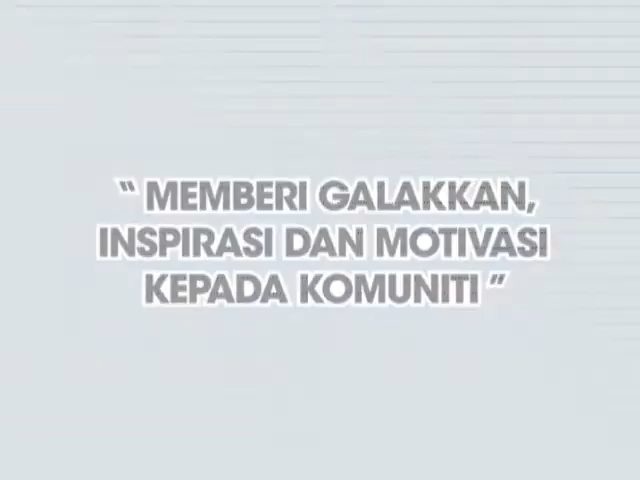 “ MEMBERI GALAKKAN,
INSPIRASI DAN MOTIVASI
KEPADA KOMUNITI ”